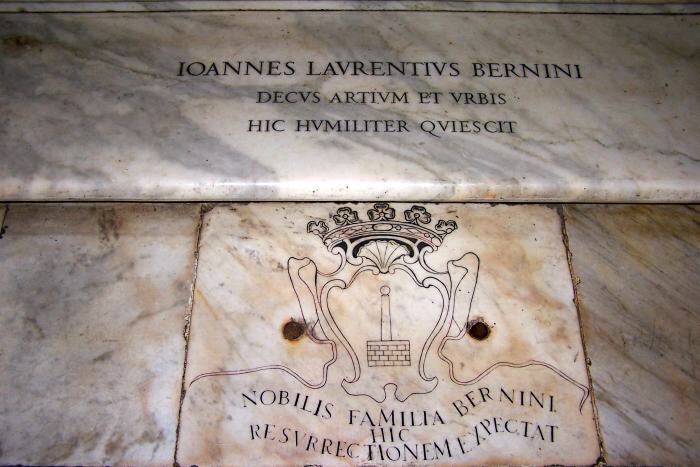 IOANNES LAVRENTIVS BERNINI
DECVS ARTIVM ET VRBIS
HIC HVMILITER QVIESCIT
NOBILIS FAMILIA BERNINI
HIC
RESVRRECTIONEM EXPECTAT